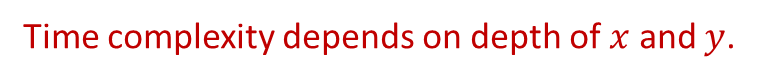 Time complexity depends on depth of x and y.